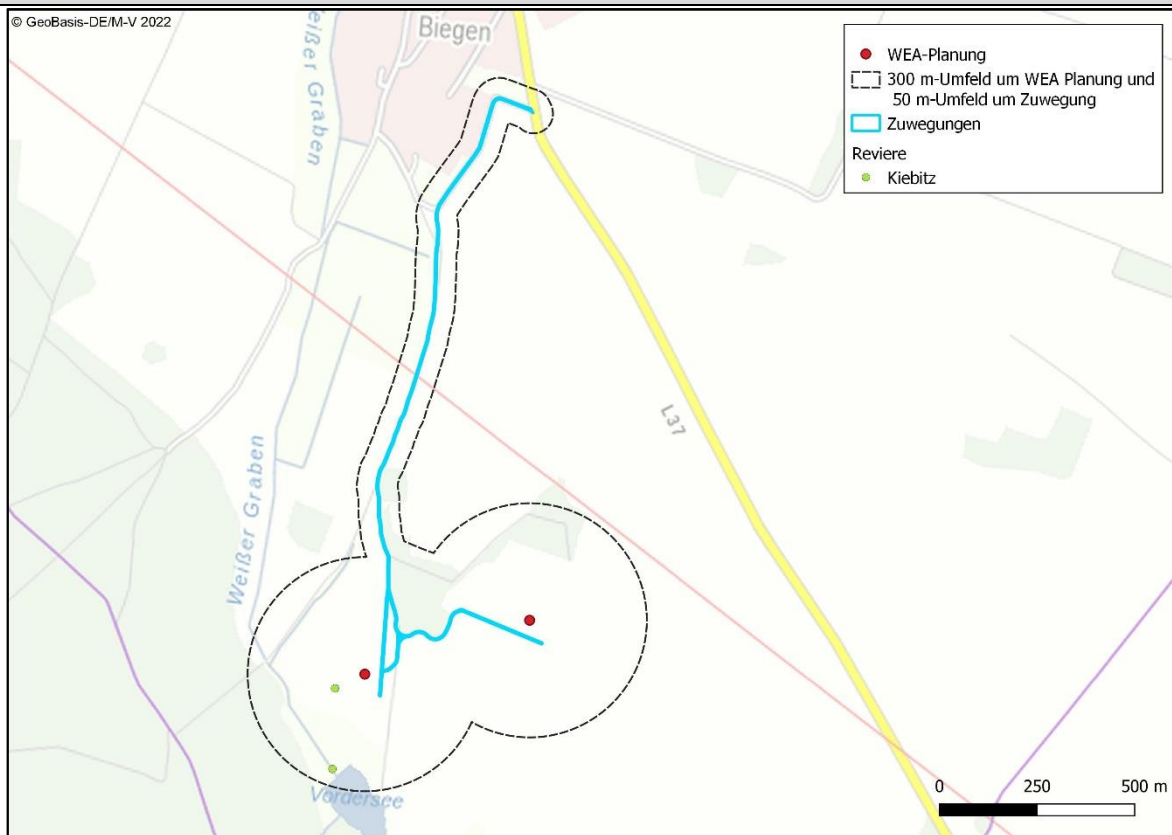 © GeoBasis-DE/M-V 2022
Weißer Graben
Biegen
WEA-Planung
300 m-Umfeld um WEA Planung und
50 m-Umfeld um Zuwegung
Zuwegungen
Reviere
Kiebitz
L37
Weißer Graben
Vordersee
0 250 500 m